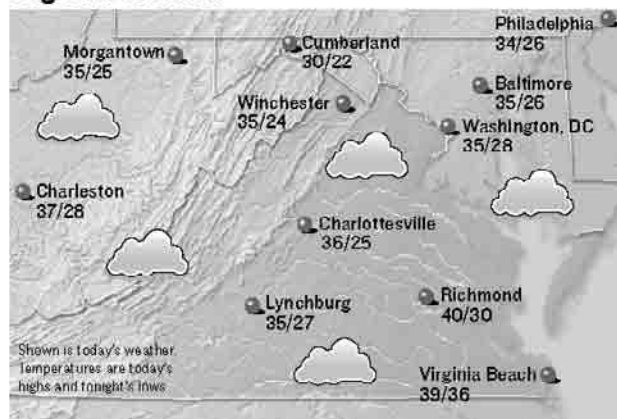 Philadelphia
34/26
Morgantown
35/25
Cumberland
30/22
Baltimore
35/26
Winchester
35/24
Washington, DC
35/28
Charleston
37/28
Charlottesville
36/25
Lynchburg
35/27
Richmond
40/30
Shown is today's weather.
Temperatures are today's
highs and tonight's lows
Virginia Beach
39/36